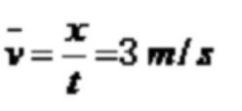 v̄ = x/t = 3 m/s